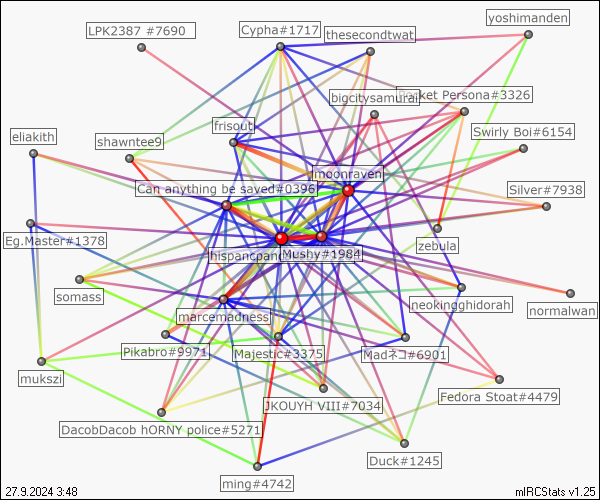 yoshimanden
LPK2387 #7690
Cypha#1717
thesecondtwat
biocitysamurai
Persona#3326
frisout
Swirly Boi#6154
eliakith
shawntee9
moonraven
Can anything be saved#0396
Silver#7938
Eg.Master#1378
zebula
Mushy#1984
somass
neokingghidorah
normalwan
marcemadness
Pikabro#9971
Majestic#3375
Madネコ#6901
mukszi
Fedora Stoat#4479
JKOUYH VIII#7034
DacobDacob hORNY police#5271
Duck#1245
ming#4742
27.9.2024 3:48
mIRCStats v1.25